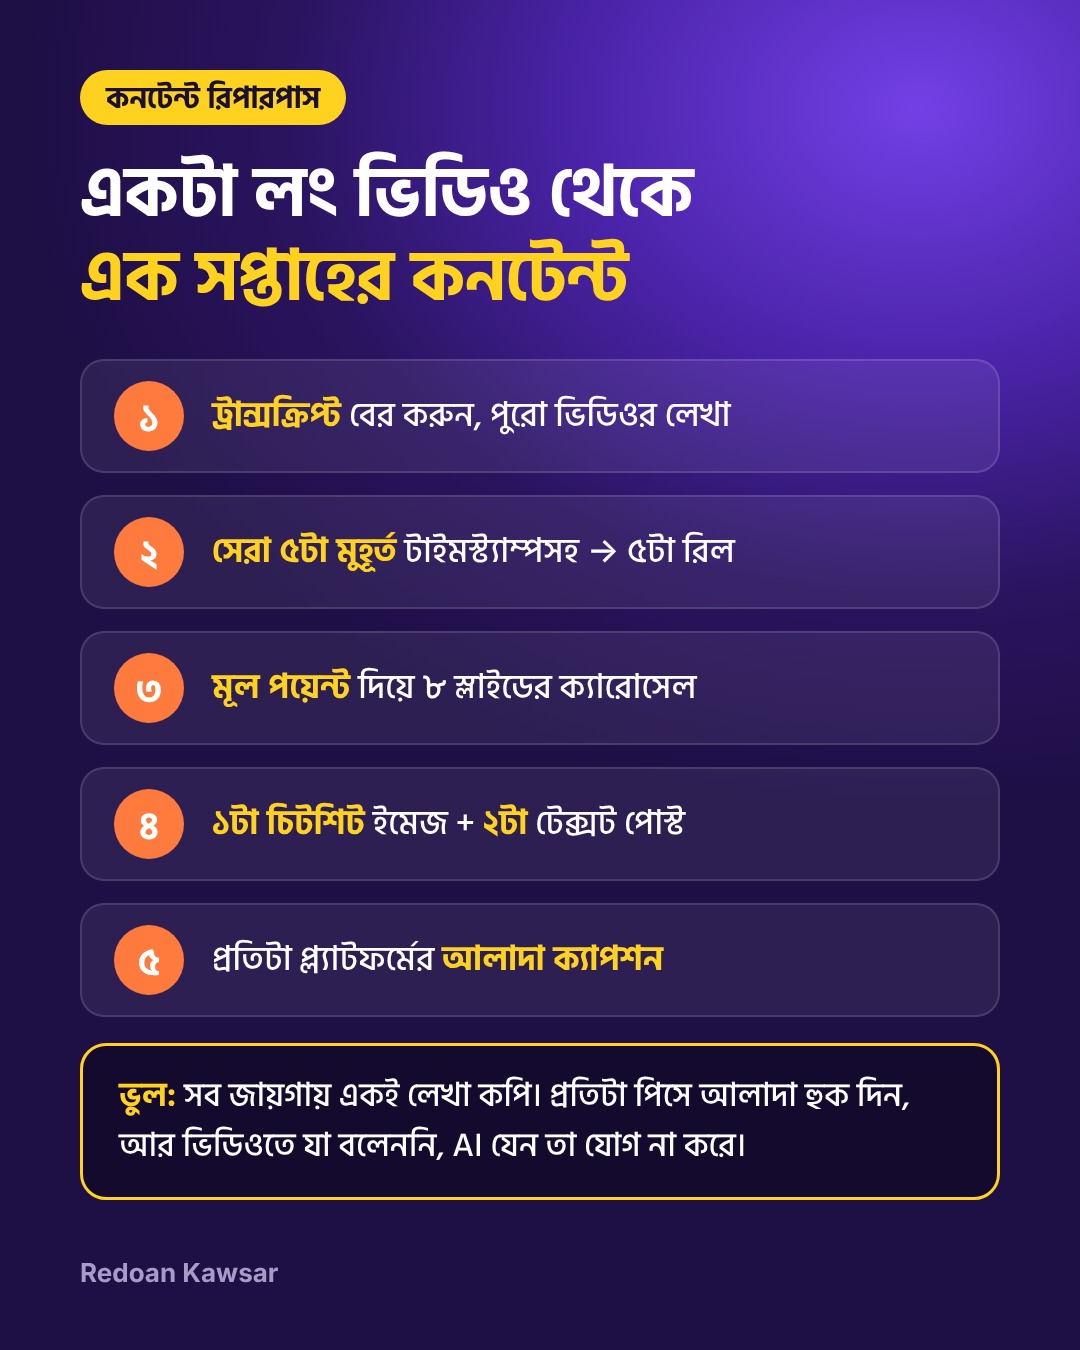 কনটেন্ট রিপারপাস
একটা লং ভিডিও থেকে
এক সপ্তাহের কনটেন্ট
১ ট্রান্সক্রিপ্ট বের করুন, পুরো ভিডিওর লেখা
২ সেরা ৫টা মুহূর্ত টাইমস্ট্যাম্পসহ → ৫টা রিল
৩ মূল পয়েন্ট দিয়ে ৮ স্লাইডের ক্যারোসেল
৪ ১টা চিটশিট ইমেজ + ২টা টেক্সট পোস্ট
৫ প্রতিটা প্ল্যাটফর্মের আলাদা ক্যাপশন
ভুল: সব জায়গায় একই লেখা কপি। প্রতিটা পিসে আলাদা হুক দিন,
আর ভিডিওতে যা বলেননি, AI যেন তা যোগ না করে।
Redoan Kawsar